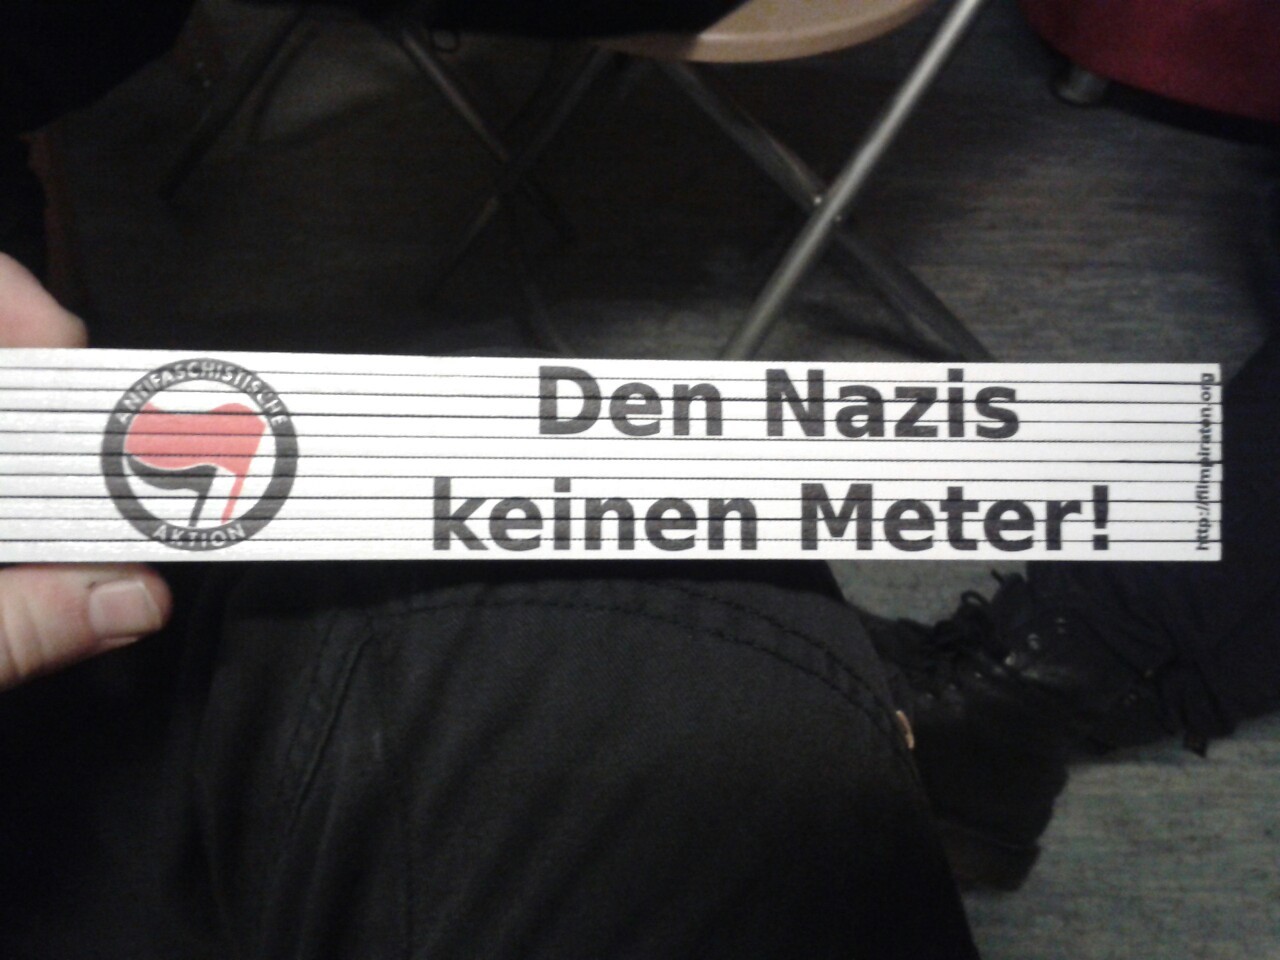 ANTIFASCHISTISCHE
AKTION
Den Nazis
keinen Meter!
http://filmpiraten.org